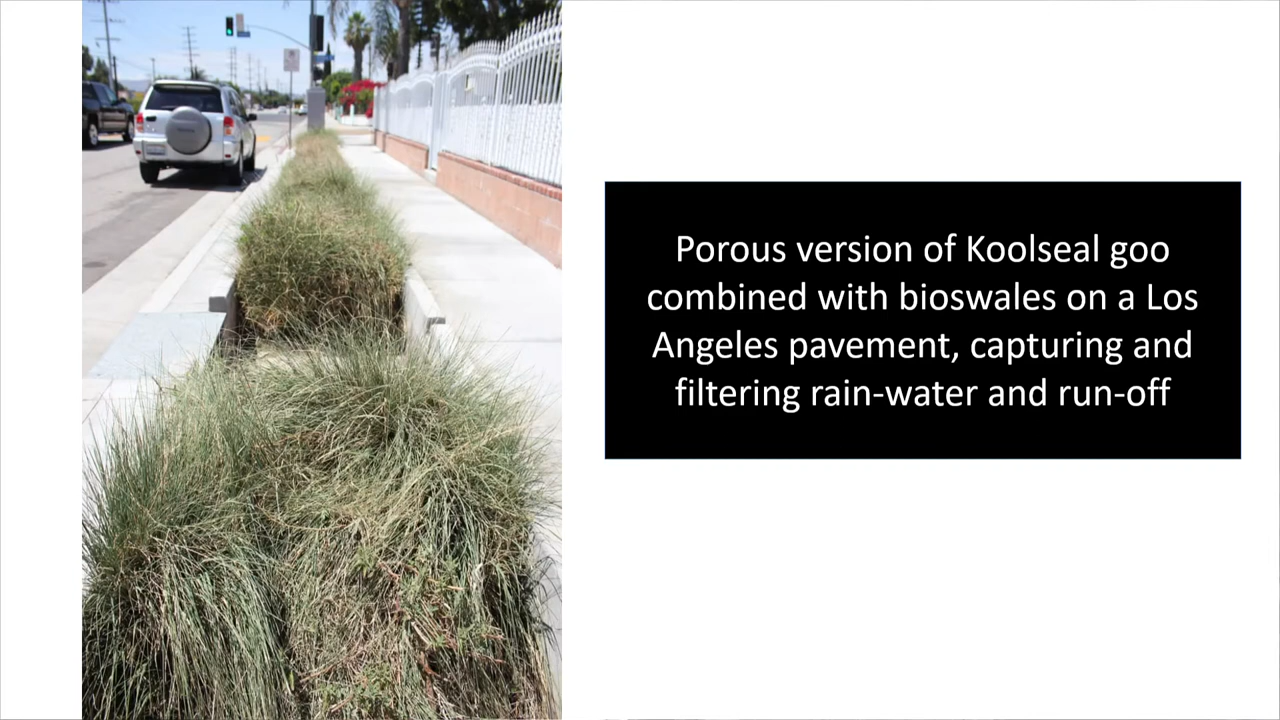 Porous version of Koolseal goo
combined with bioswales on a Los
Angeles pavement, capturing and
filtering rain-water and run-off